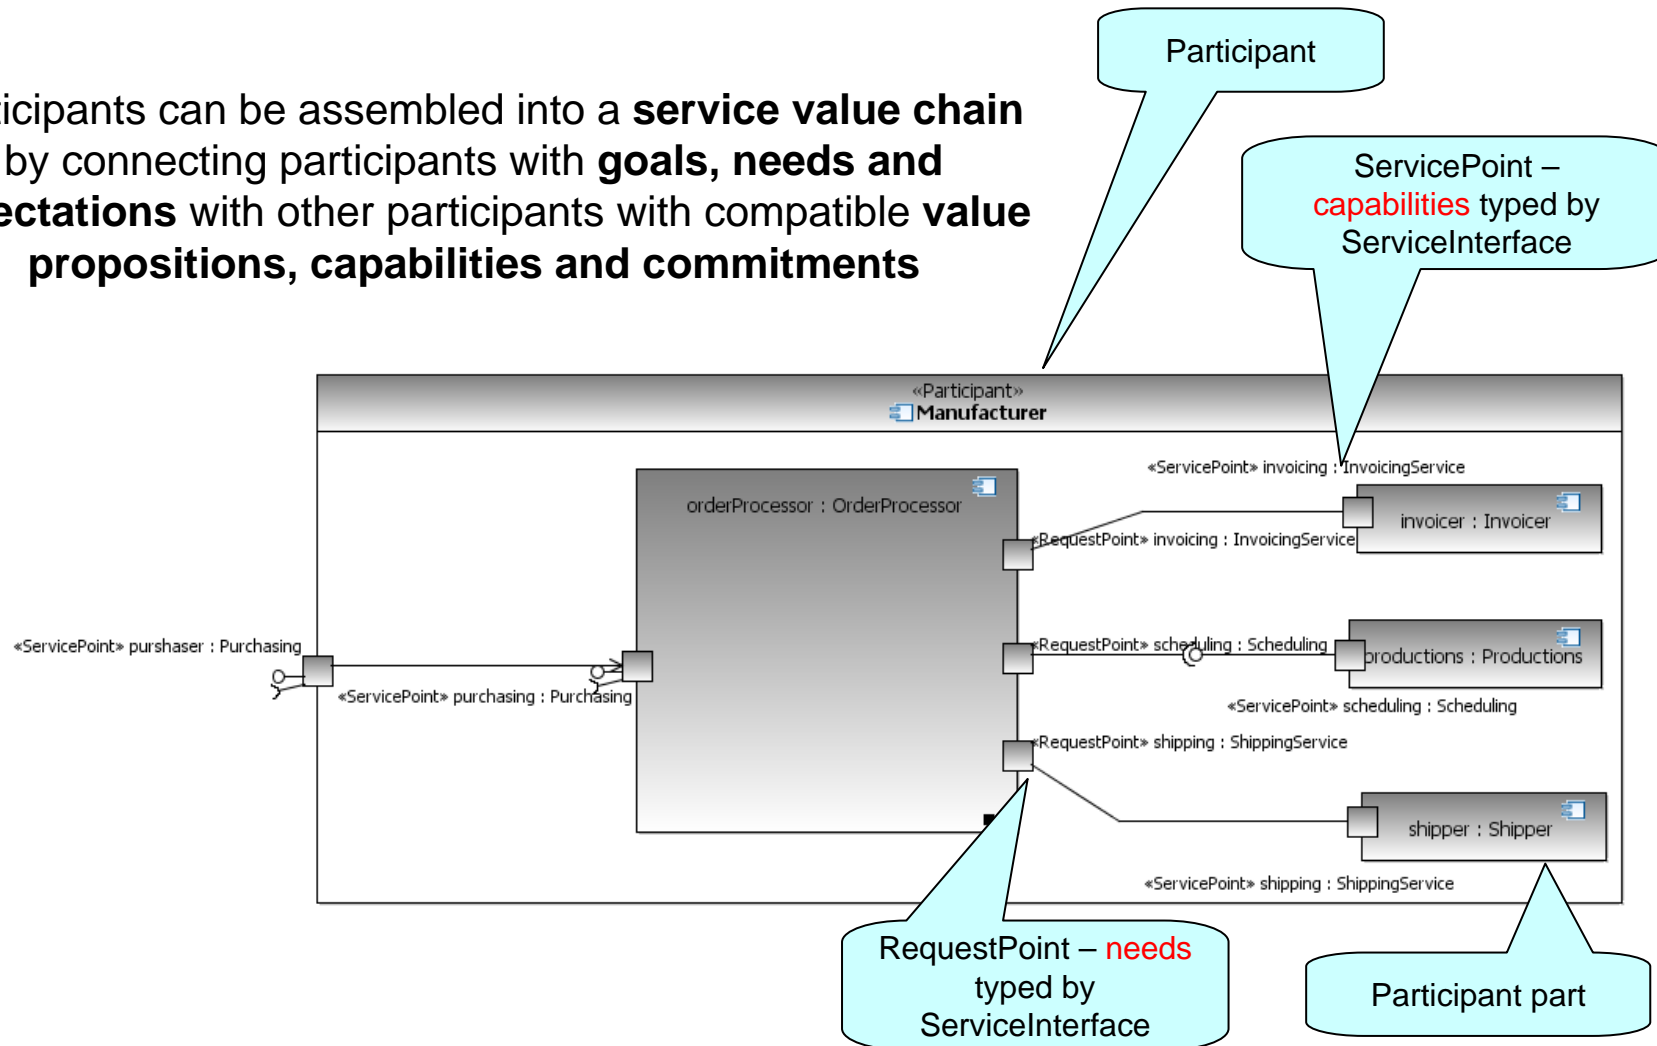 Participant
ticipants can be assembled into a service value chain
by connecting participants with goals, needs and
ectations with other participants with compatible value
propositions, capabilities and commitments
ServicePoint –
capabilities typed by
ServiceInterface
«Participant»
Manufacturer
«ServicePoint» invoicing : InvoicingService
orderProcessor : OrderProcessor
invoicer : Invoicer
«RequestPoint» invoicing : InvoicingService
«ServicePoint» purshaser : Purchasing
«RequestPoint» scheduling : Scheduling
productions : Productions
«ServicePoint» purchasing : Purchasing
«ServicePoint» scheduling : Scheduling
«RequestPoint» shipping : ShippingService
shipper : Shipper
«ServicePoint» shipping : ShippingService
RequestPoint – needs
typed by
ServiceInterface
Participant part